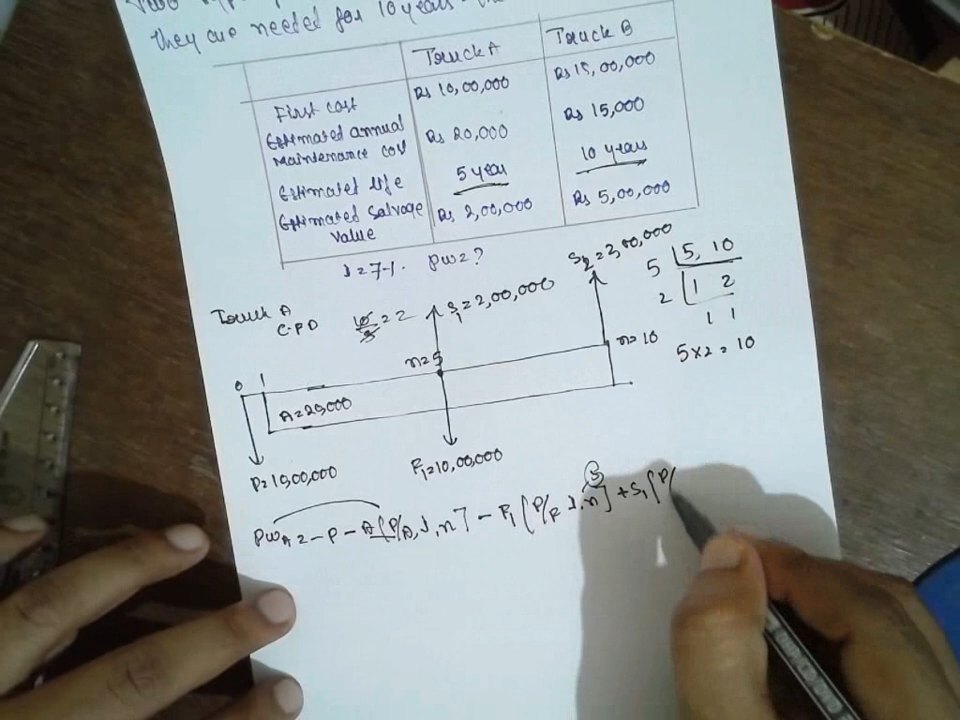 they are needed for 10 years
Truck A Truck B
First cost Rs 10,00,000 Rs 15,00,000
Estimated annual
Maintenance cost Rs 20,000 Rs 15,000
Estimated life 5 years 10 years
Estimated Salvage
Value Rs 2,00,000 Rs 5,00,000
i = 7%. PW = ?
Truck A
C.F.D
10/5 = 2
S1 = 2,00,000
S2 = 2,00,000
5 5, 10
2 1 2
1 1
5 x 2 = 10
0 1
n = 5
n = 10
A = 20,000
P = 10,00,000
P1 = 10,00,000
5
PWA = -P - A [P/A, i, n] - P1 [P/F i, n] + S1 [P/